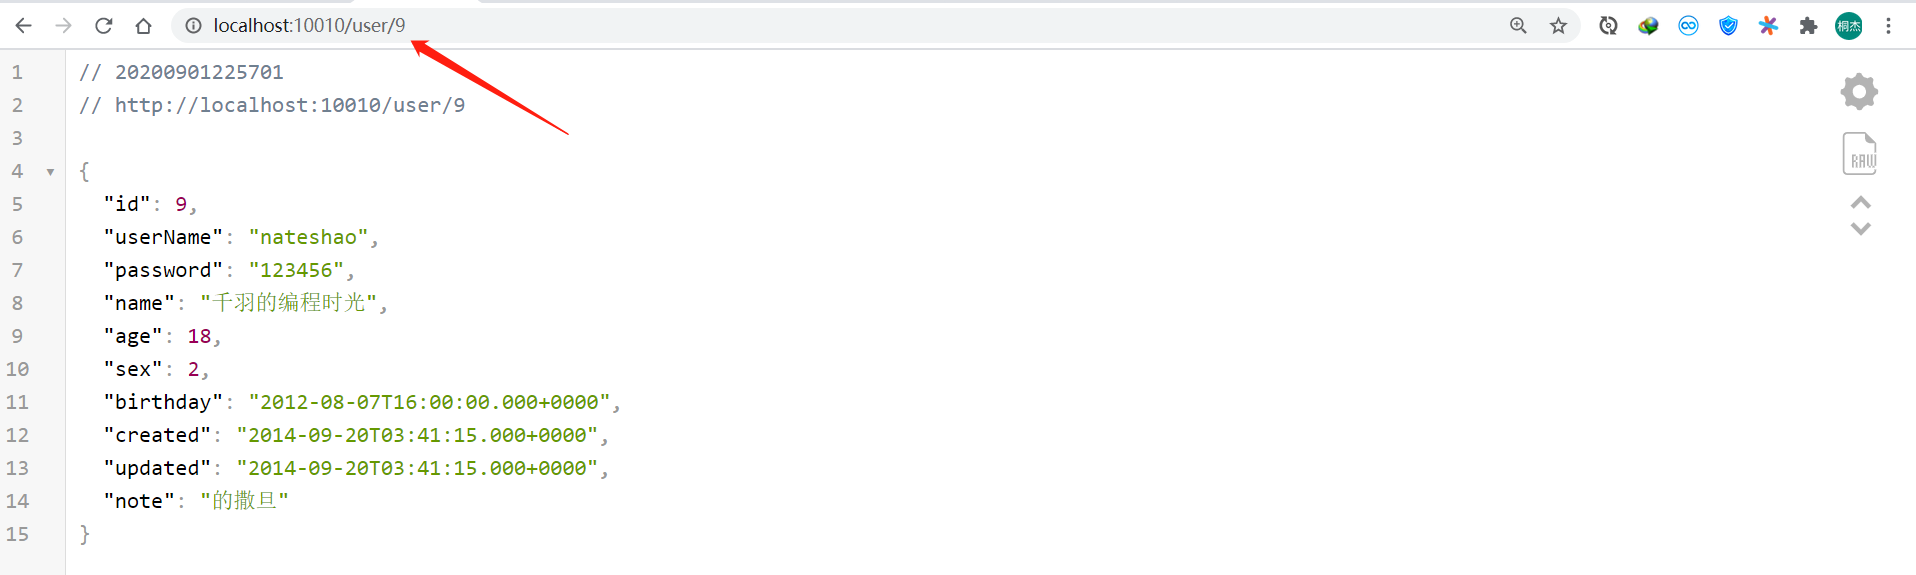 localhost:10010/user/9
桐杰
1 // 20200901225701
2 // http://localhost:10010/user/9
3
4 {
5 "id": 9,
6 "userName": "nateshao",
7 "password": "123456",
8 "name": "千羽的编程时光",
9 "age": 18,
10 "sex": 2,
11 "birthday": "2012-08-07T16:00:00.000+0000",
12 "created": "2014-09-20T03:41:15.000+0000",
13 "updated": "2014-09-20T03:41:15.000+0000",
14 "note": "的撒旦"
15 }
RAW